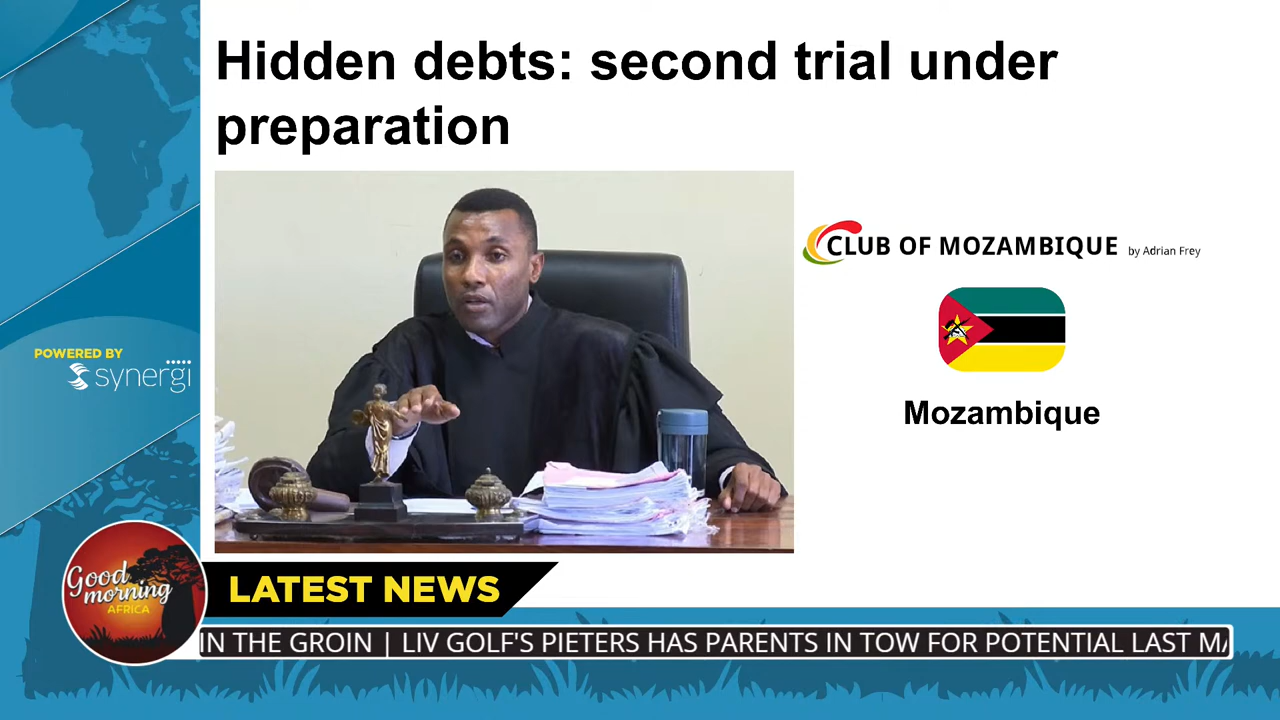 Hidden debts: second trial under
preparation
CLUB OF MOZAMBIQUE by Adrian Frey
Mozambique
POWERED BY
synergi
Good
morning
AFRICA
LATEST NEWS
IN THE GROIN | LIV GOLF'S PIETERS HAS PARENTS IN TOW FOR POTENTIAL LAST